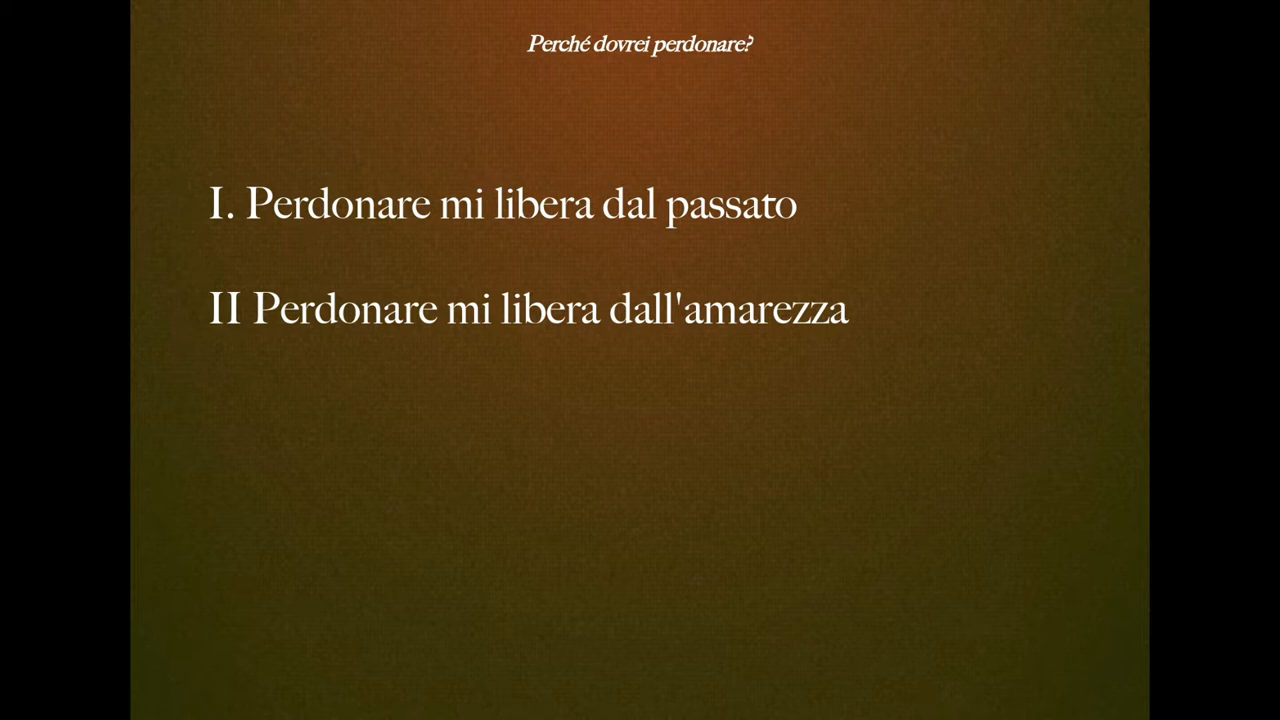 Perché dovrei perdonare?
I. Perdonare mi libera dal passato
II Perdonare mi libera dall'amarezza